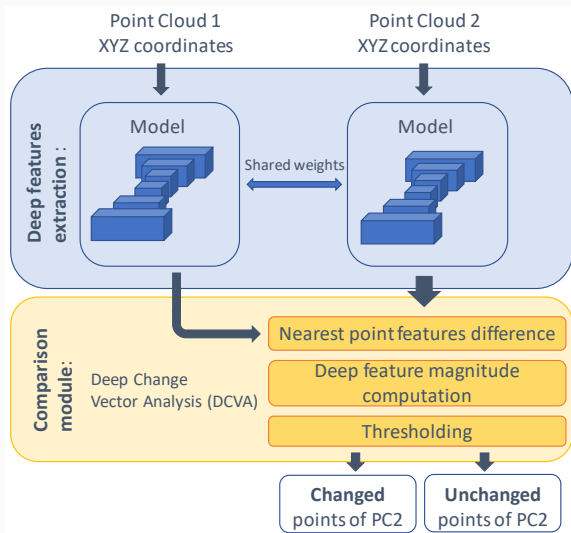 Point Cloud 1
XYZ coordinates
Point Cloud 2
XYZ coordinates
Deep features
extraction :
Model
Shared weights
Model
Comparison
module:
Deep Change
Vector Analysis (DCVA)
Nearest point features difference
Deep feature magnitude
computation
Thresholding
Changed
points of PC2
Unchanged
points of PC2